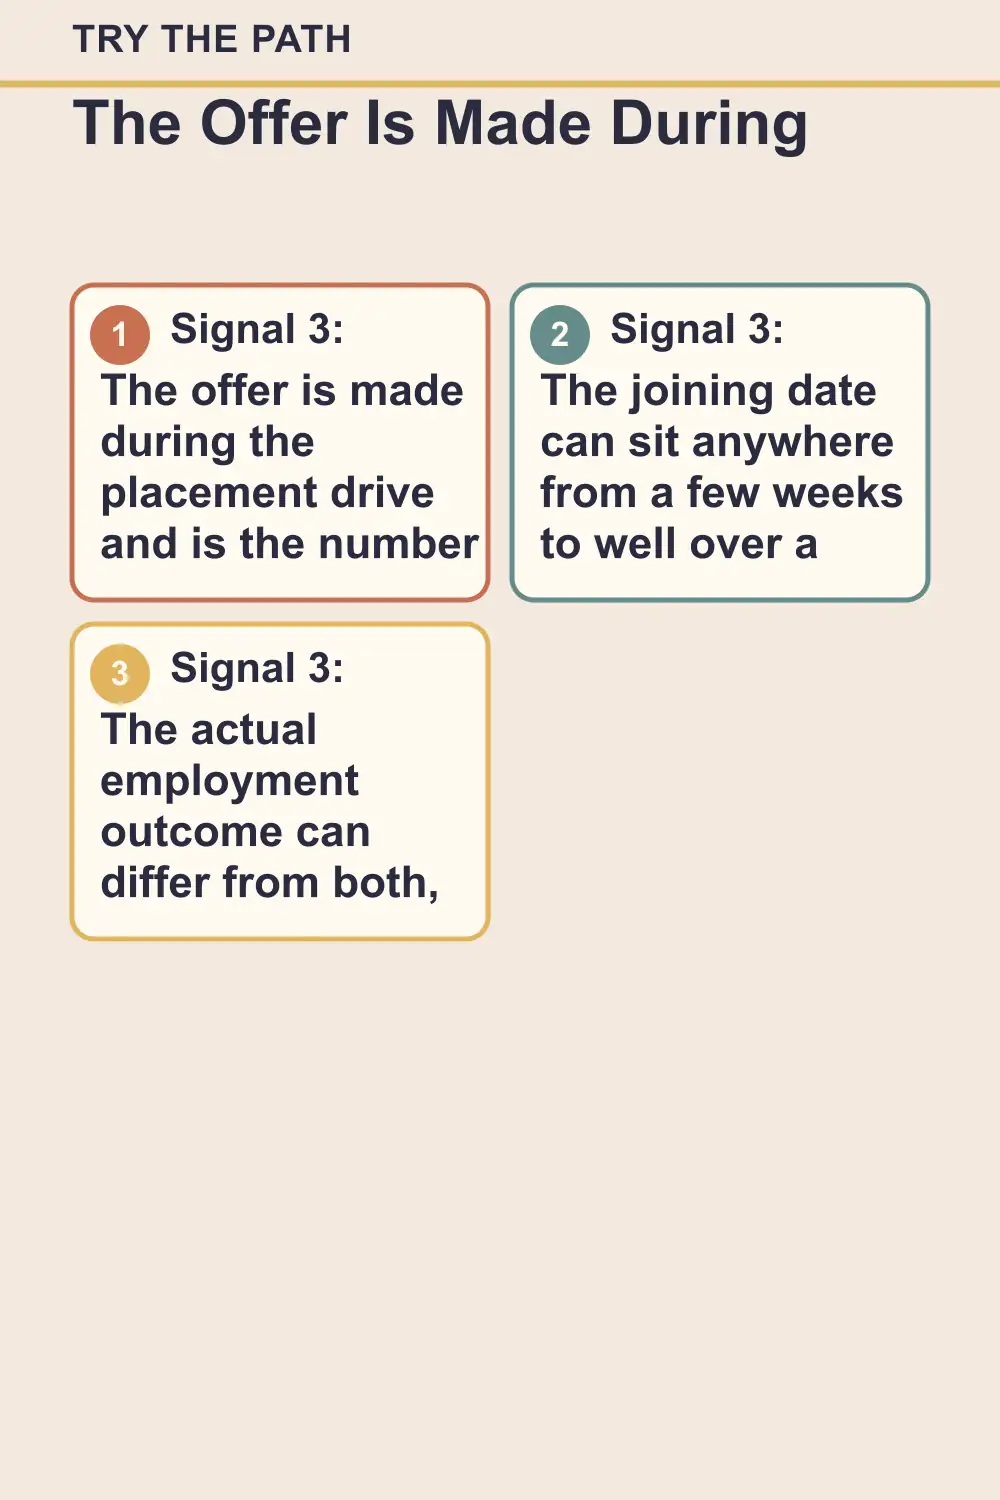 TRY THE PATH
The Offer Is Made During
1 Signal 3:
The offer is made
during the
placement drive
and is the number
2 Signal 3:
The joining date
can sit anywhere
from a few weeks
to well over a
3 Signal 3:
The actual
employment
outcome can
differ from both,